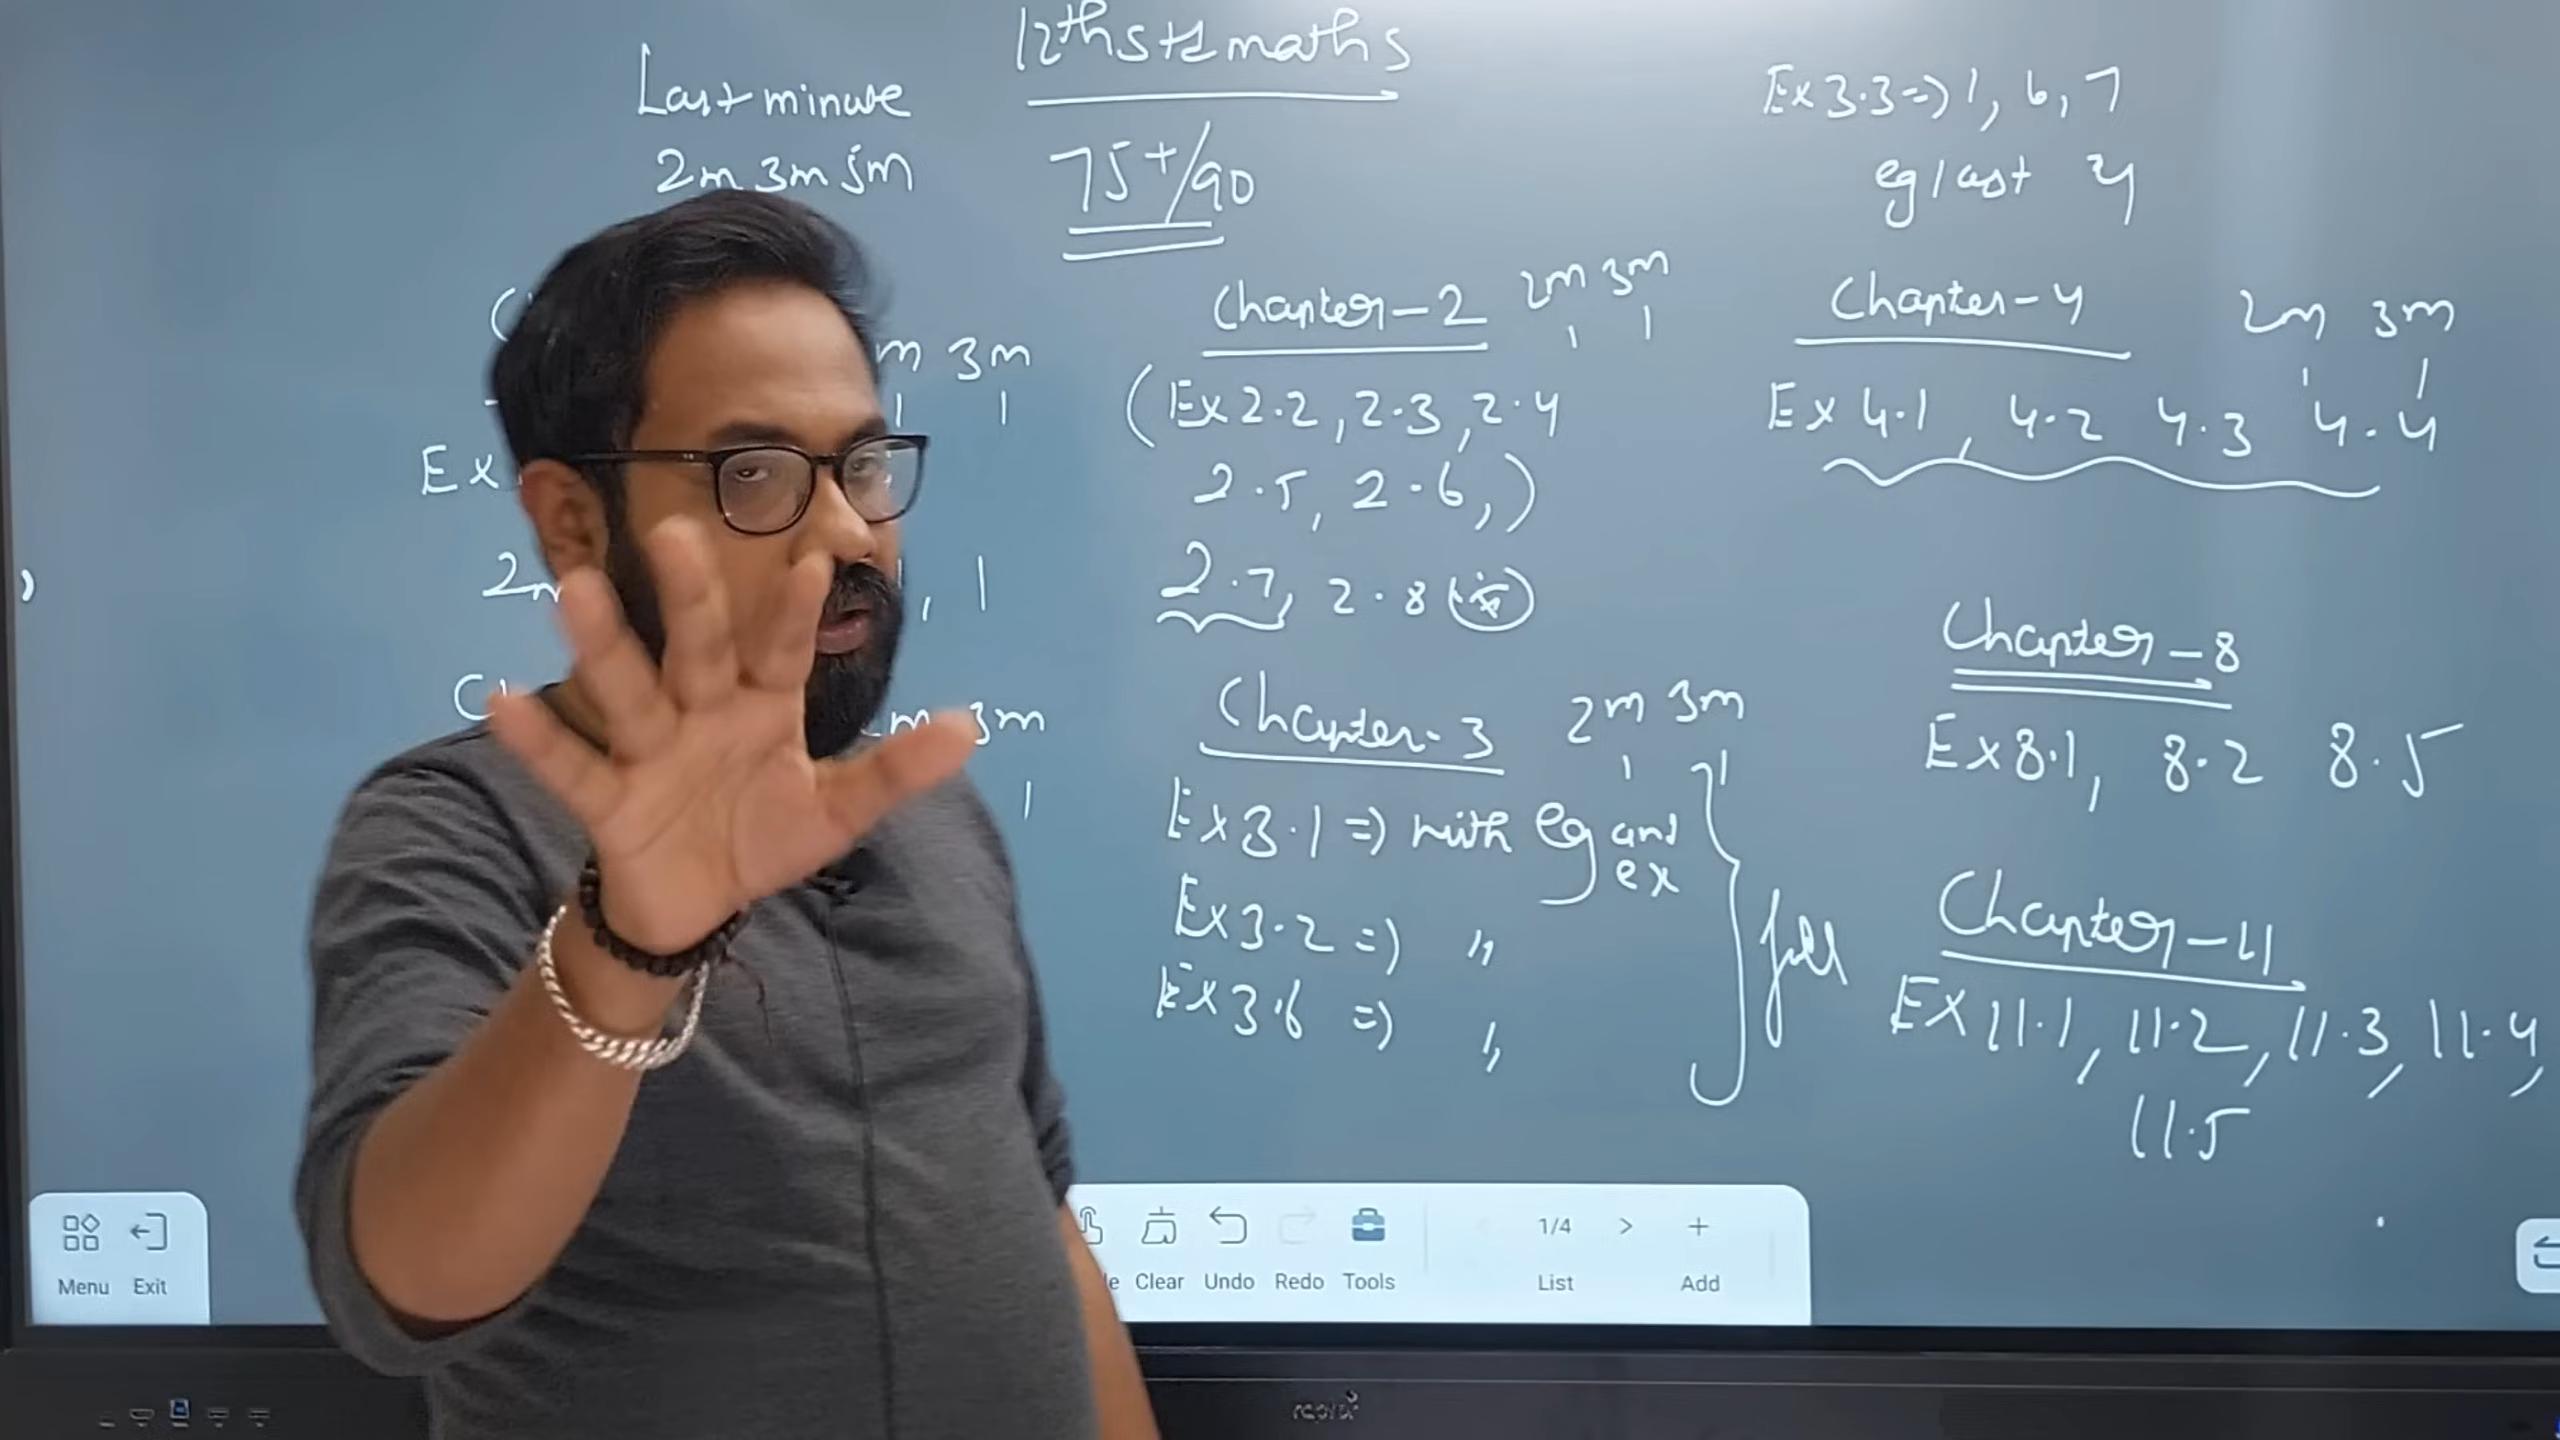 12th std maths
Last minute
2m 3m 5m
75+/90
3m
1 1
Ex
, 1
3m
1
Chapter-2 2m 3m
1 1
(Ex 2.2, 2.3, 2.4
2.5, 2.6,)
2.7, 2.8
Chapter-3 2m 3m
1 1
Ex 3.1 => with eg and
ex
Ex 3.2 => "
Ex 3.6 => "
full
Ex 3.3 => 1, 6, 7
eg last
Chapter-4 2m 3m
1 1
Ex 4.1, 4.2 4.3 4.4
Chapter-8
Ex 8.1, 8.2 8.5
Chapter-11
Ex 11.1, 11.2, 11.3, 11.4,
11.5
Menu Exit
Clear Undo Redo Tools
1/4
List Add